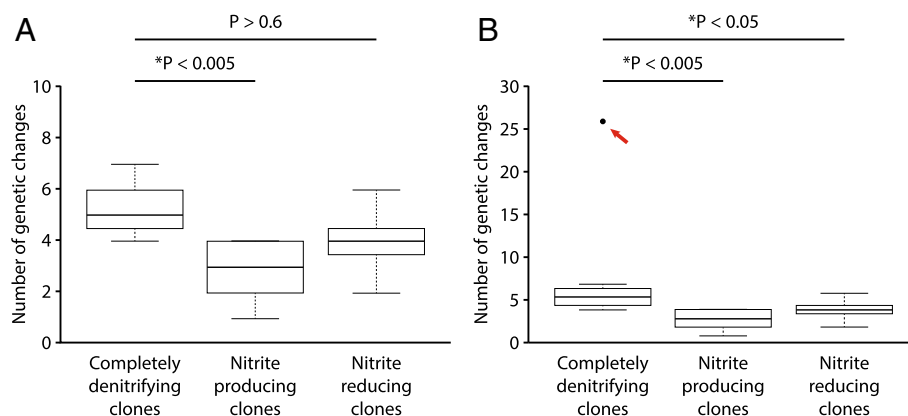 A
P > 0.6
*P < 0.005
Number of genetic changes
10
8
6
4
2
0
Completely
denitrifying
clones
Nitrite
producing
clones
Nitrite
reducing
clones
B
*P < 0.05
*P < 0.005
Number of genetic changes
30
25
20
15
10
5
0
Completely
denitrifying
clones
Nitrite
producing
clones
Nitrite
reducing
clones